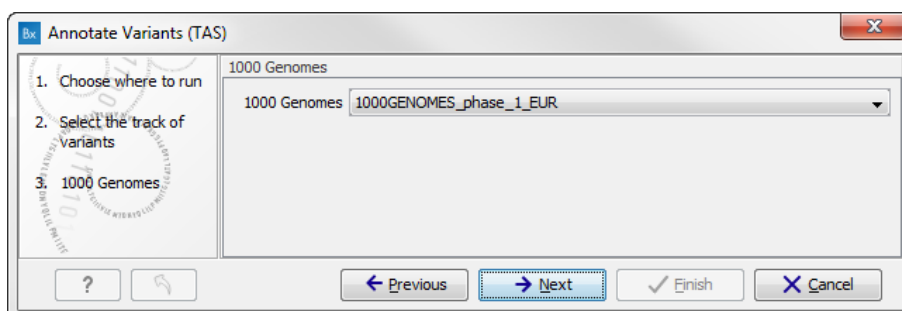 Bx Annotate Variants (TAS)
1. Choose where to run
2. Select the track of
variants
3. 1000 Genomes
1000 Genomes
1000 Genomes 1000GENOMES_phase_1_EUR
? Previous Next Finish Cancel